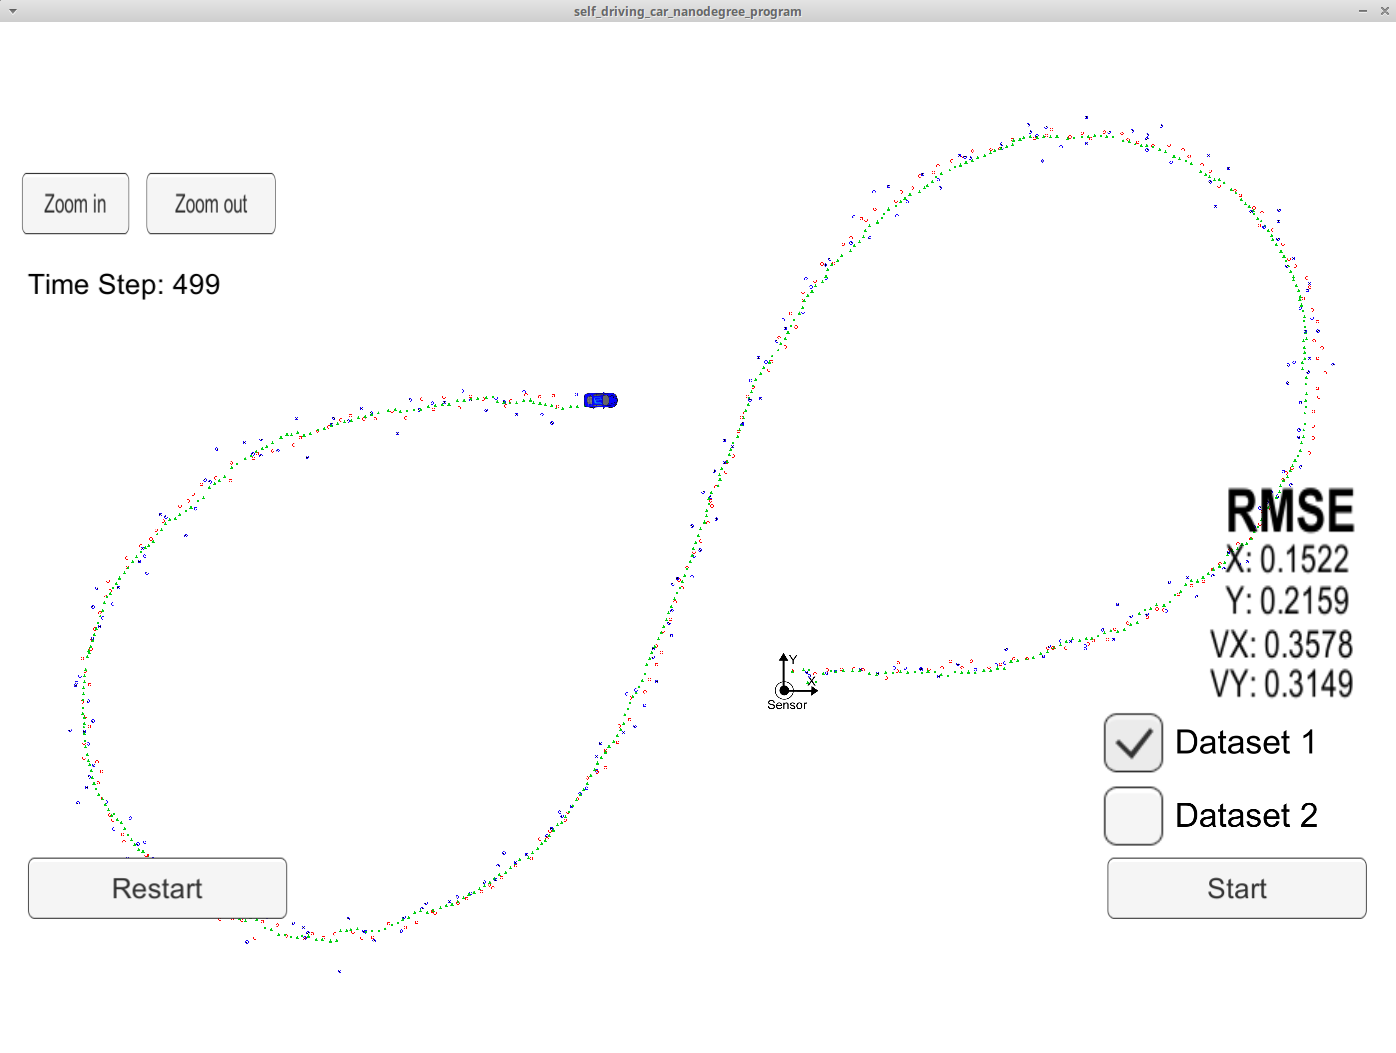 self_driving_car_nanodegree_program
Zoom in
Zoom out
Time Step: 499
RMSE
X: 0.1522
Y: 0.2159
VX: 0.3578
VY: 0.3149
Y
X
Sensor
Dataset 1
Dataset 2
Restart
Start